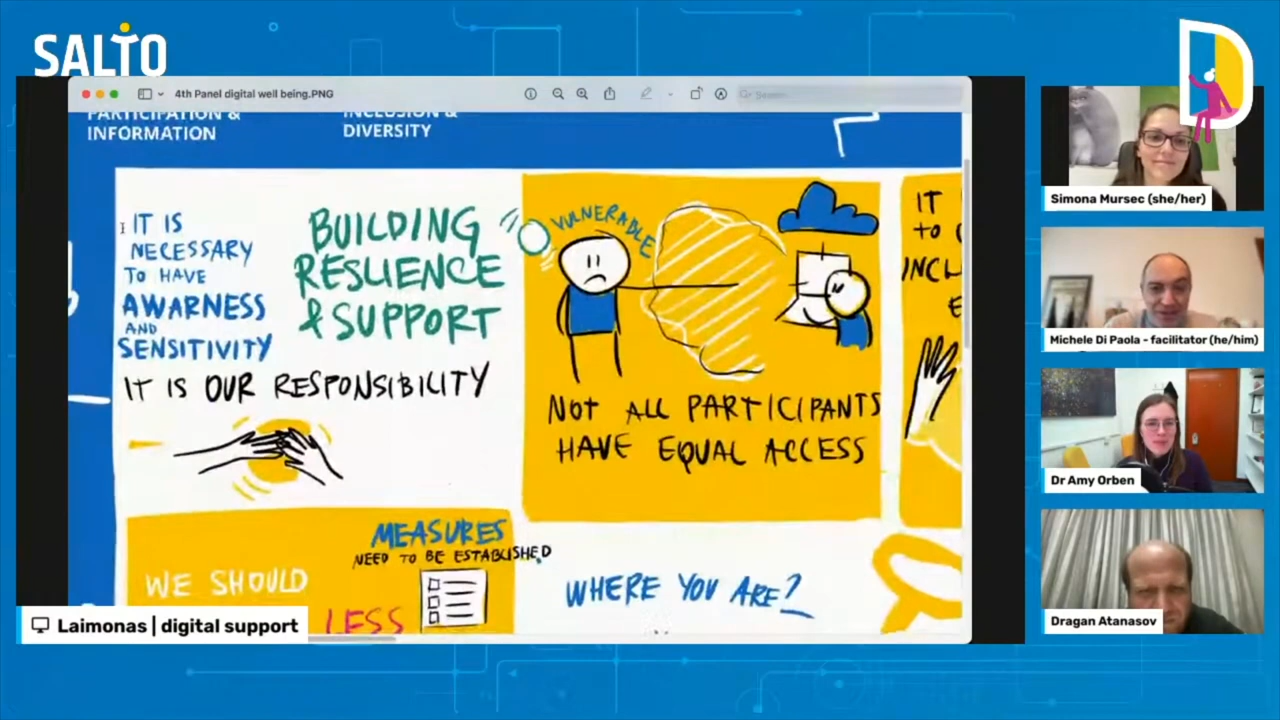 SALTO
4th Panel digital well being.PNG
Search
PARTICIPATION &
INFORMATION
INCLUSION &
DIVERSITY
IT IS
NECESSARY
TO HAVE
AWARNESS
AND
SENSITIVITY
BUILDING
RESLIENCE
& SUPPORT
IT IS OUR RESPONSIBILITY
VULNERABLE
NOT ALL PARTICIPANTS
HAVE EQUAL ACCESS
IT
TO
INCL
E
MEASURES
NEED TO BE ESTABLISHED
WE SHOULD
LESS
WHERE YOU ARE?
Laimonas | digital support
D
Simona Mursec (she/her)
Michele Di Paola - facilitator (he/him)
Dr Amy Orben
Dragan Atanasov